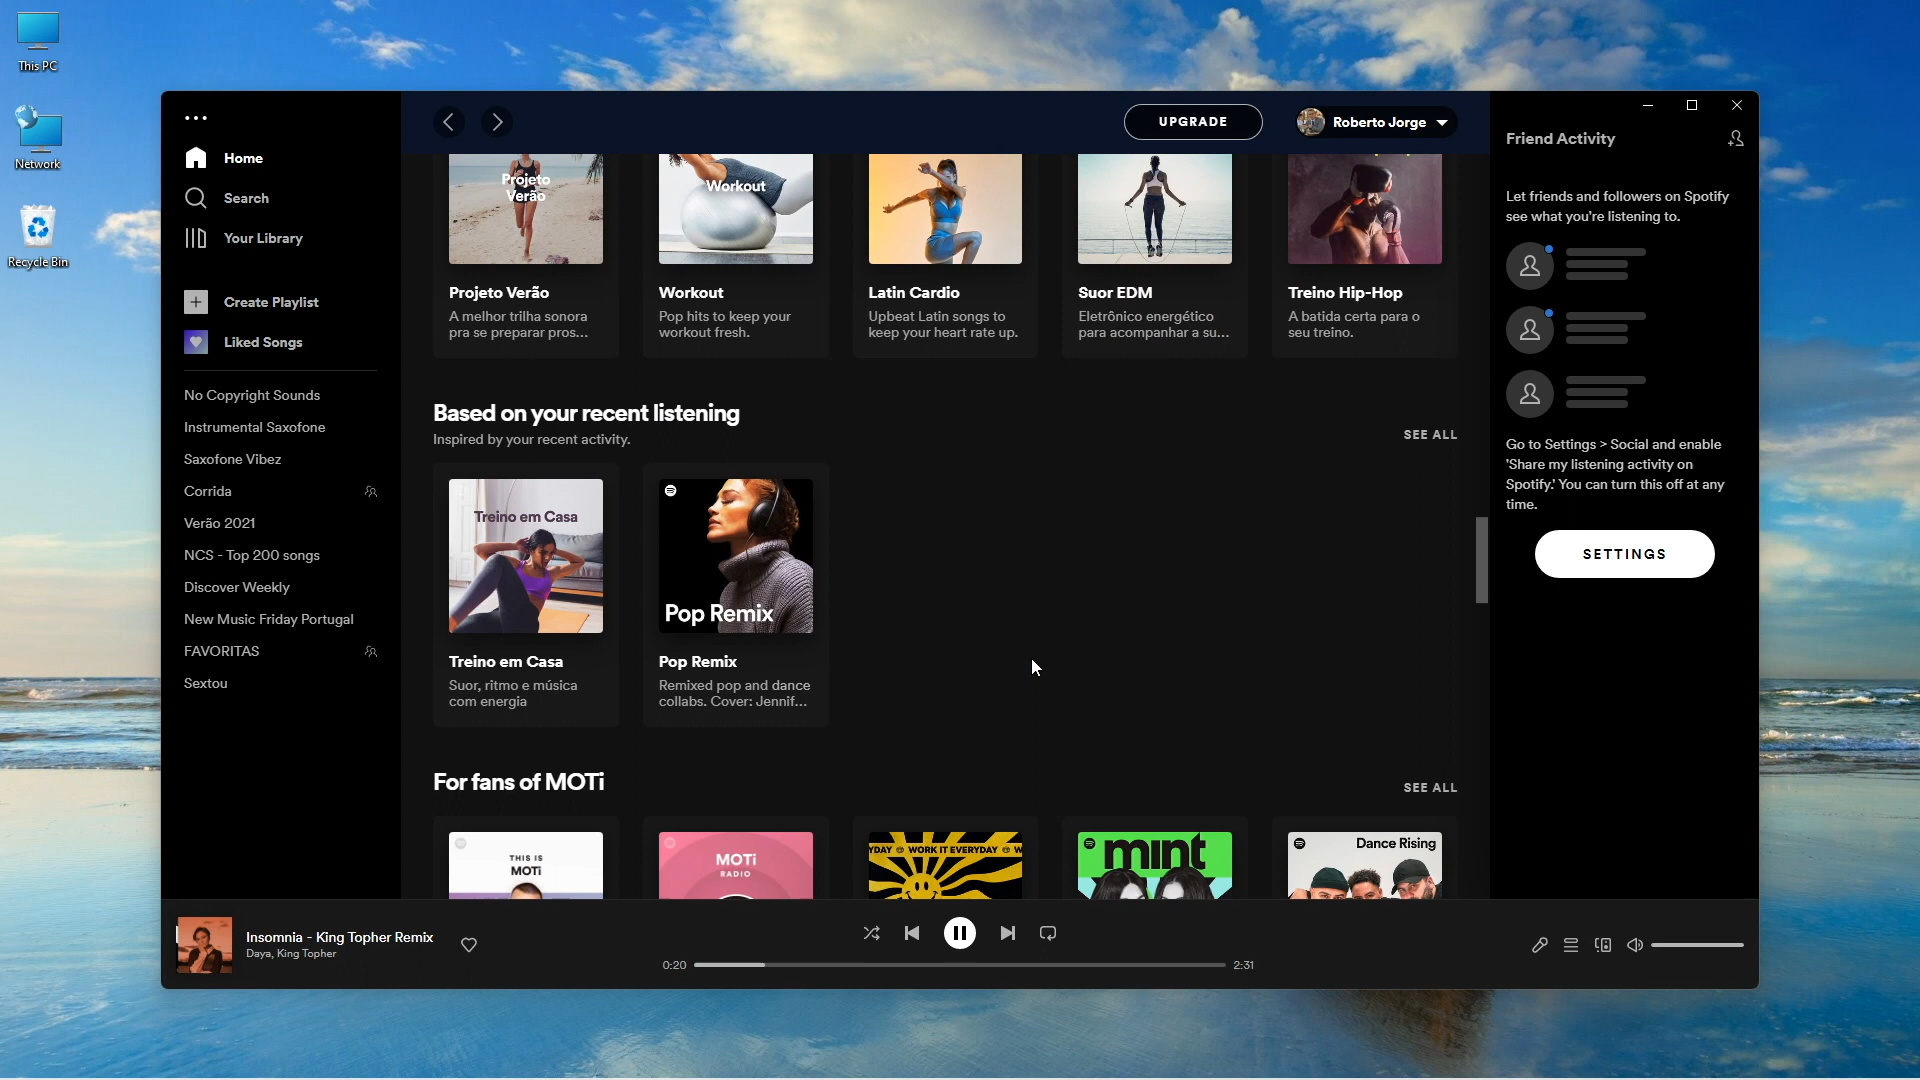 This PC
Network
Recycle Bin
Home
Search
Your Library
Create Playlist
Liked Songs
No Copyright Sounds
Instrumental Saxofone
Saxofone Vibez
Corrida
Verão 2021
NCS - Top 200 songs
Discover Weekly
New Music Friday Portugal
FAVORITAS
Sextou
UPGRADE
Roberto Jorge
Projeto
Verão
Workout
Projeto Verão
A melhor trilha sonora
pra se preparar pros...
Workout
Pop hits to keep your
workout fresh.
Latin Cardio
Upbeat Latin songs to
keep your heart rate up.
Suor EDM
Eletrônico energético
para acompanhar a su...
Treino Hip-Hop
A batida certa para o
seu treino.
Based on your recent listening
Inspired by your recent activity.
SEE ALL
Treino em Casa
Pop Remix
Treino em Casa
Suor, ritmo e música
com energia
Pop Remix
Remixed pop and dance
collabs. Cover: Jennif...
For fans of MOTi
SEE ALL
THIS IS
MOTi
MOTi
RADIO
YDAY WORK IT EVERYDAY W
mint
Dance Rising
Friend Activity
Let friends and followers on Spotify
see what you're listening to.
Go to Settings > Social and enable
'Share my listening activity on
Spotify.' You can turn this off at any
time.
SETTINGS
Insomnia - King Topher Remix
Daya, King Topher
0:20
2:31